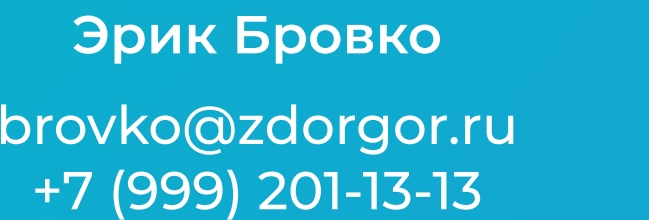 Эрик Бровко
brovko@zdorgor.ru
+7 (999) 201-13-13